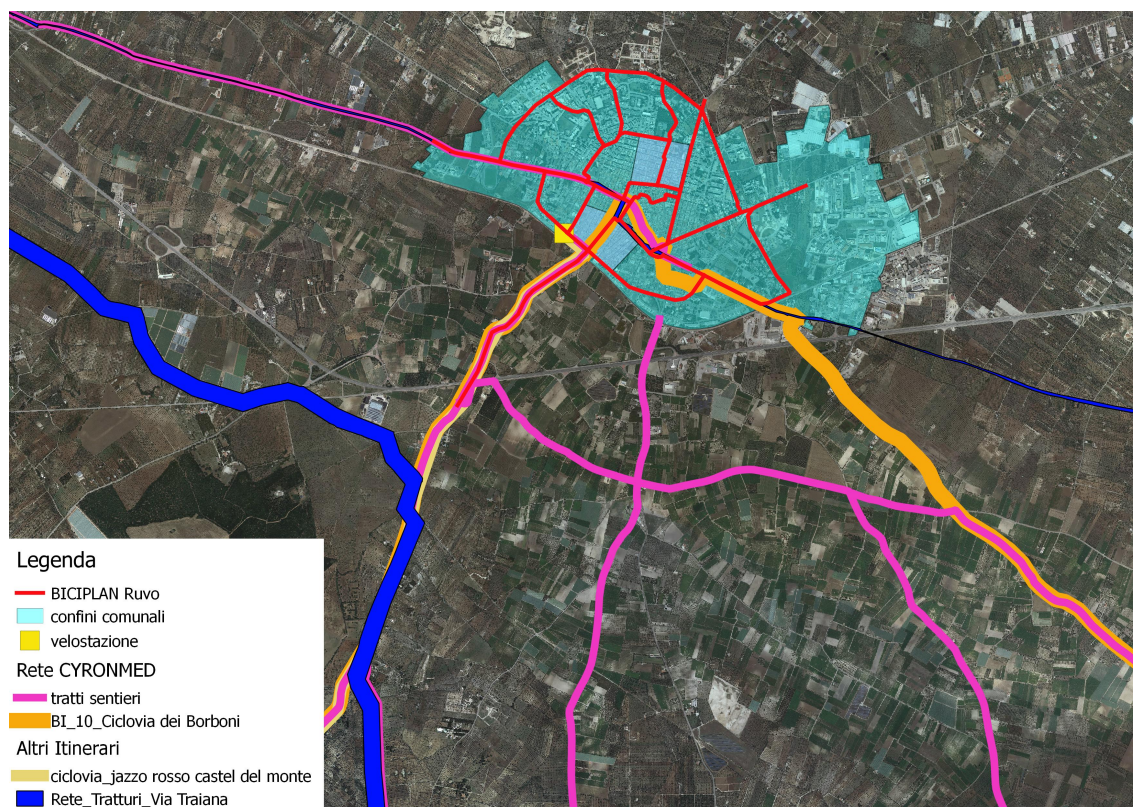 Legenda
BICIPLAN Ruvo
confini comunali
velostazione
Rete CYRONMED
tratti sentieri
BI_10_Ciclovia dei Borboni
Altri Itinerari
ciclovia_jazzo rosso castel del monte
Rete_Tratturi_Via Traiana